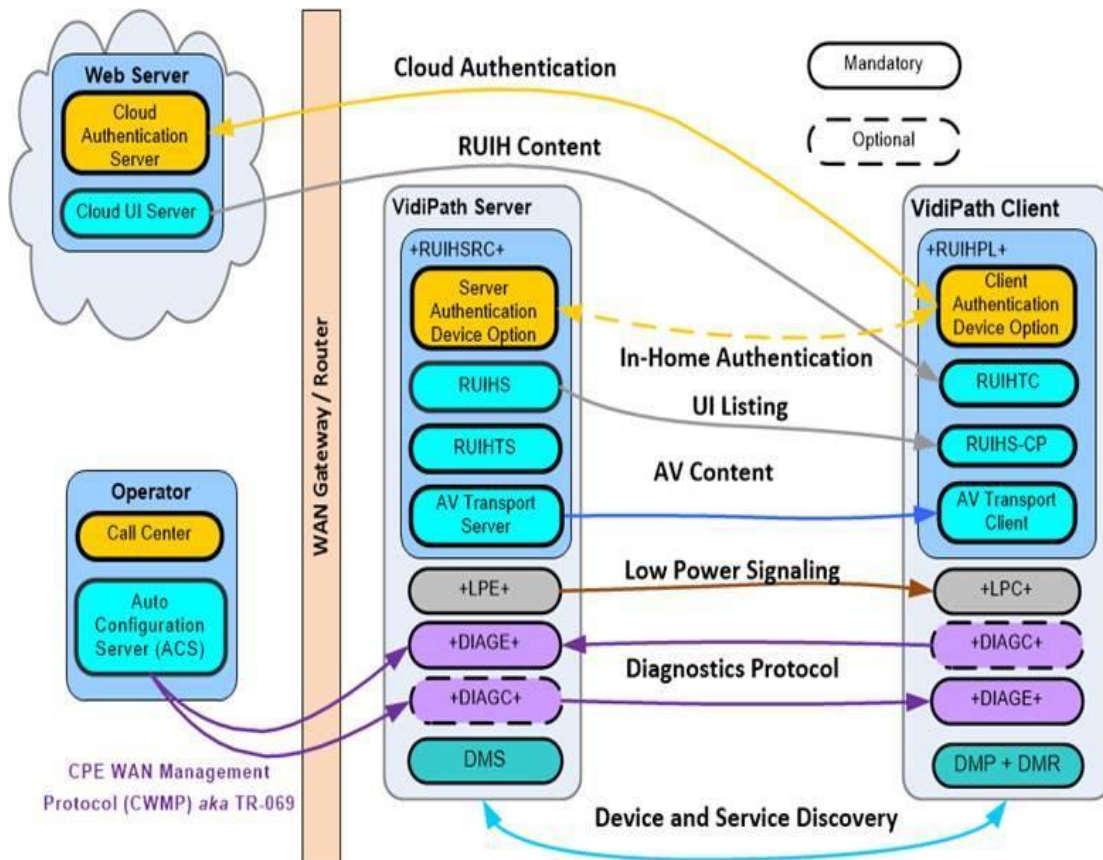 Web Server
Cloud
Authentication
Server
Cloud UI Server
Operator
Call Center
Auto
Configuration
Server (ACS)
CPE WAN Management
Protocol (CWMP) aka TR-069
WAN Gateway / Router
Cloud Authentication
RUIH Content
Mandatory
Optional
VidiPath Server
+RUIHSRC+
Server
Authentication
Device Option
RUIHS
RUIHTS
AV Transport
Server
+LPE+
+DIAGE+
+DIAGC+
DMS
In-Home Authentication
UI Listing
AV Content
Low Power Signaling
Diagnostics Protocol
Device and Service Discovery
VidiPath Client
+RUIHPL+
Client
Authentication
Device Option
RUIHTC
RUIHS-CP
AV Transport
Client
+LPC+
+DIAGC+
+DIAGE+
DMP + DMR